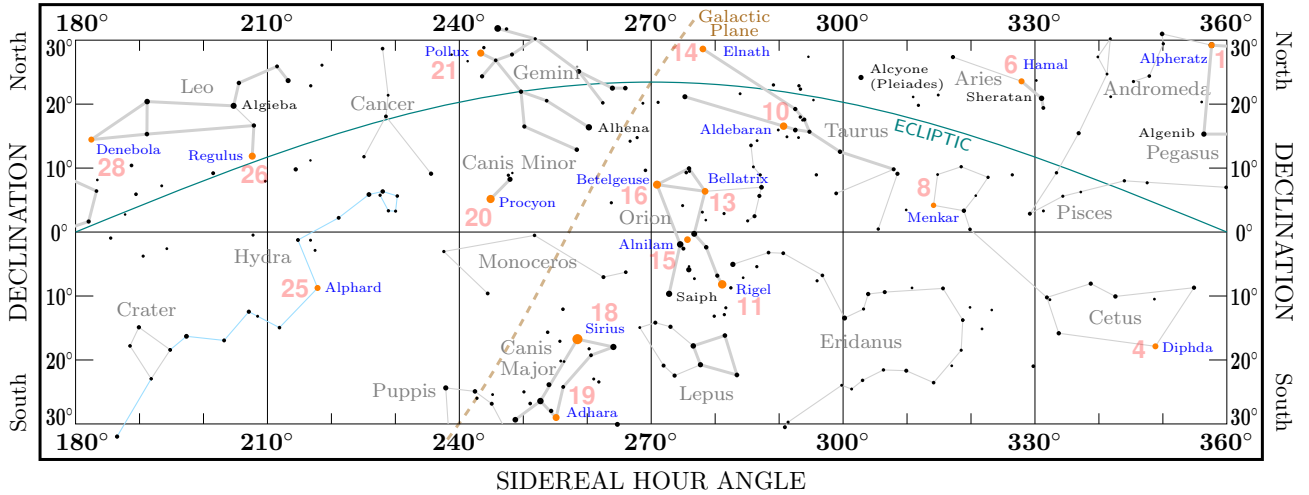 180° 210° 240° 270° 300° 330° 360°
Galactic
Plane
North
DECLINATION
South
30°
20°
10°
0°
10°
20°
30°
Pollux
21
Gemini
14
Elnath
Alcyone
(Pleiades)
6
Hamal
Aries
Sheratan
Alpheratz
1
Andromeda
Leo
Algieba
Cancer
Alhena
10
Aldebaran
Taurus
ECLIPTIC
Algenib
Pegasus
Denebola
28
Regulus
26
Canis Minor
Procyon
20
Betelgeuse
16
Bellatrix
13
Orion
8
Menkar
Pisces
Hydra
25
Alphard
Monoceros
Alnilam
15
Saiph
Rigel
11
Crater
18
Sirius
Canis
Major
Eridanus
Cetus
4
Diphda
Puppis
19
Adhara
Lepus
North
DECLINATION
South
30°
20°
10°
0°
10°
20°
30°
180° 210° 240° 270° 300° 330° 360°
SIDEREAL HOUR ANGLE